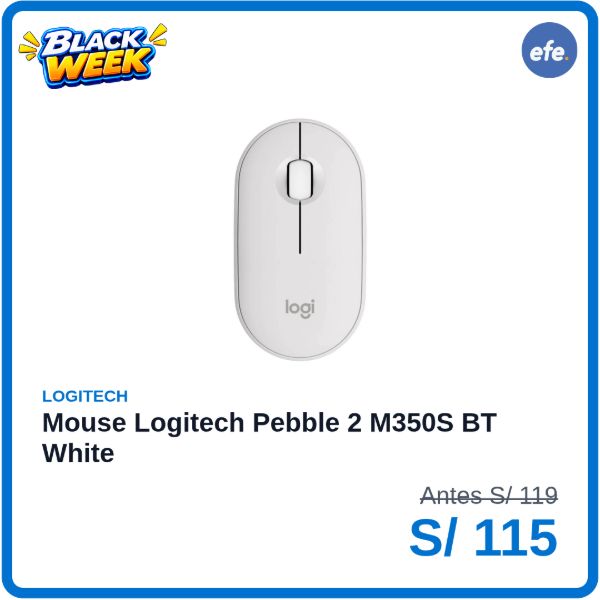 BLACK
WEEK
efe.
logi
LOGITECH
Mouse Logitech Pebble 2 M350S BT
White
Antes S/ 119
S/ 115